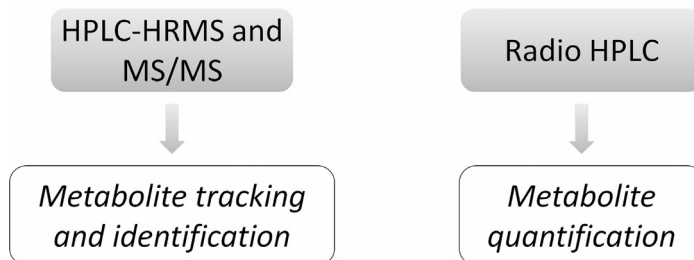 HPLC-HRMS and
MS/MS
Metabolite tracking
and identification
Radio HPLC
Metabolite
quantification